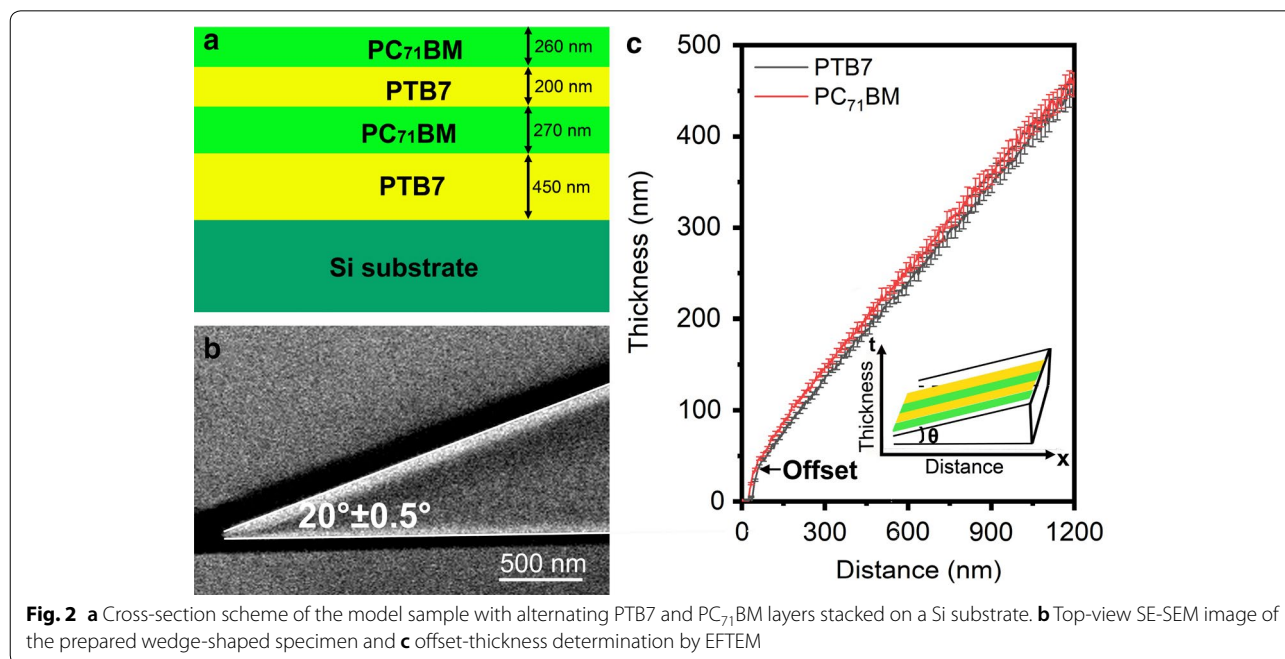 a
PC₇₁BM
260 nm
PTB7
200 nm
PC₇₁BM
270 nm
PTB7
450 nm
Si substrate
b
20°±0.5°
500 nm
c
500
400
300
200
100
0
Thickness (nm)
PTB7
PC₇₁BM
Offset
t
Thickness
θ
Distance
x
0
300
600
900
1200
Distance (nm)
Fig. 2 a Cross-section scheme of the model sample with alternating PTB7 and PC₇₁BM layers stacked on a Si substrate. b Top-view SE-SEM image of
the prepared wedge-shaped specimen and c offset-thickness determination by EFTEM